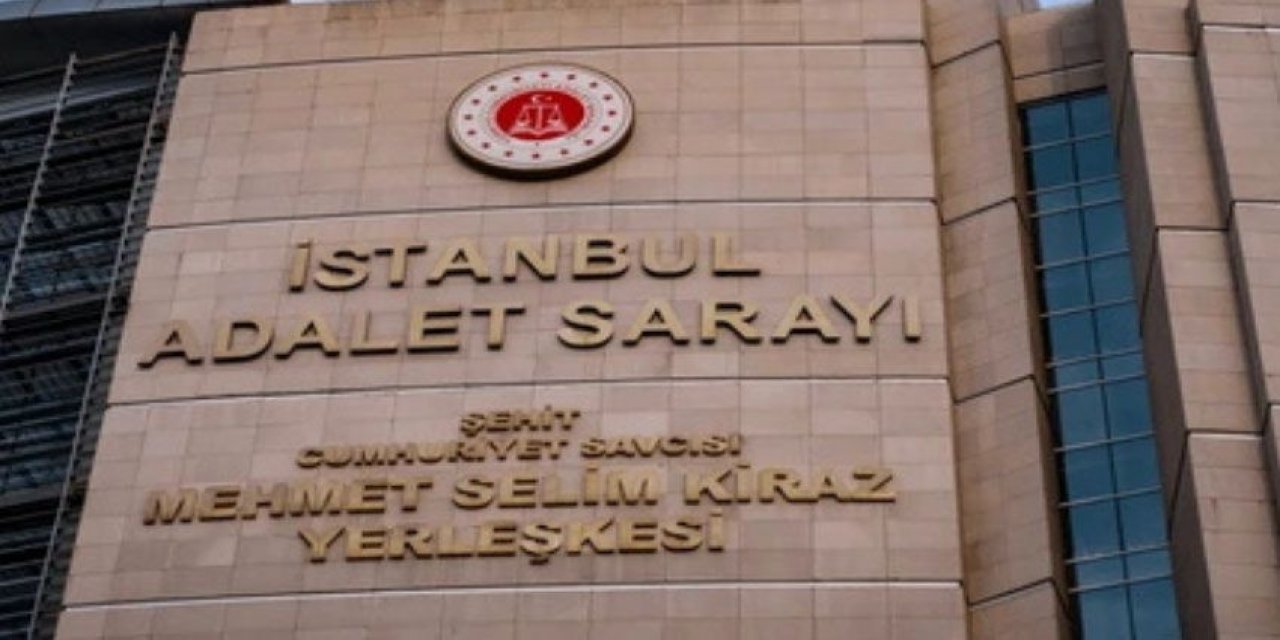 İSTANBUL
ADALET SARAYI
ŞEHİT
CUMHURİYET SAVCISI
MEHMET SELİM KİRAZ
YERLEŞKESİ